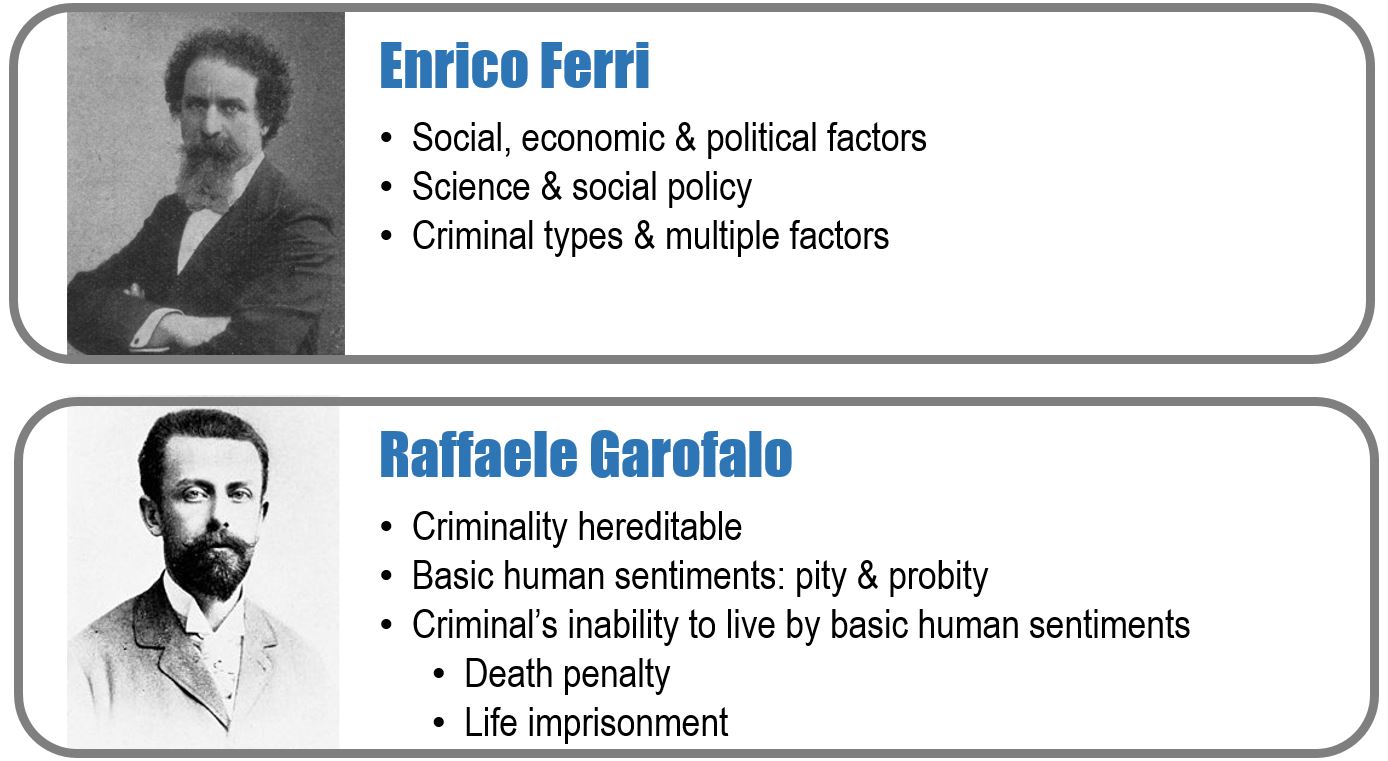 Enrico Ferri
• Social, economic & political factors
• Science & social policy
• Criminal types & multiple factors
Raffaele Garofalo
• Criminality hereditable
• Basic human sentiments: pity & probity
• Criminal’s inability to live by basic human sentiments
• Death penalty
• Life imprisonment